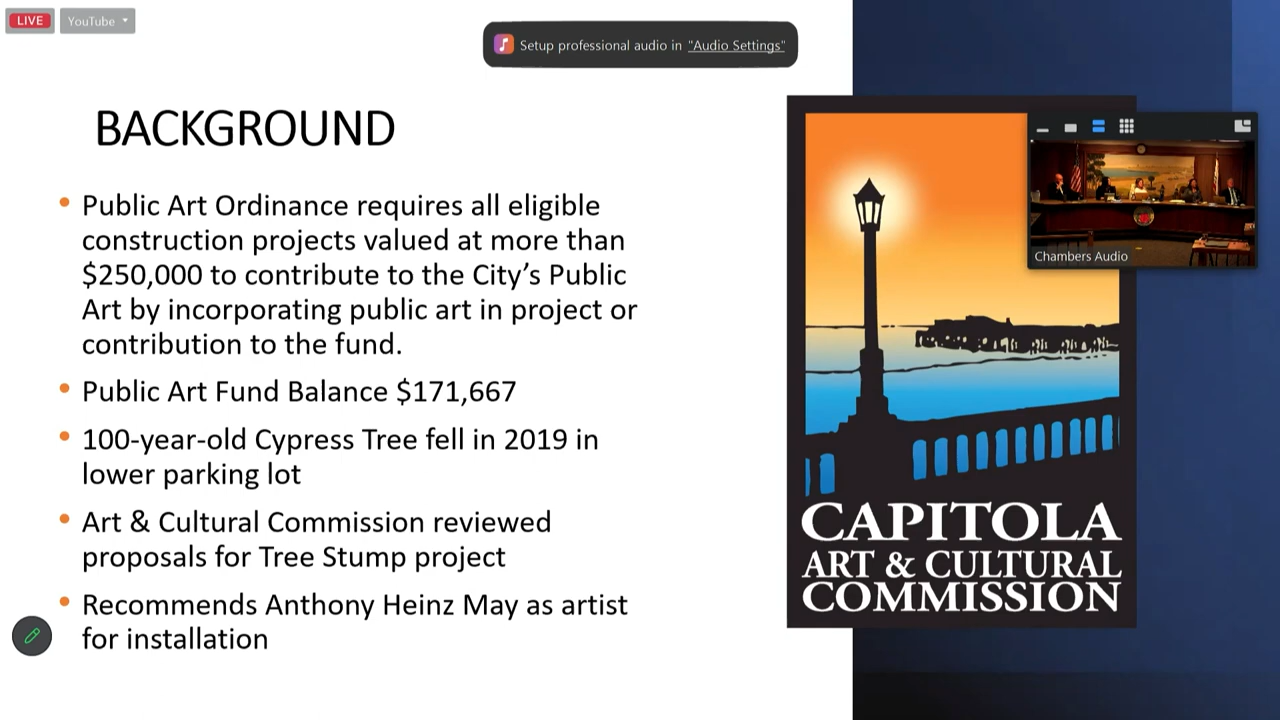 LIVE
YouTube
Setup professional audio in "Audio Settings"
BACKGROUND
• Public Art Ordinance requires all eligible
construction projects valued at more than
$250,000 to contribute to the City’s Public
Art by incorporating public art in project or
contribution to the fund.
• Public Art Fund Balance $171,667
• 100-year-old Cypress Tree fell in 2019 in
lower parking lot
• Art & Cultural Commission reviewed
proposals for Tree Stump project
• Recommends Anthony Heinz May as artist
for installation
Chambers Audio
CAPITOLA
ART & CULTURAL
COMMISSION